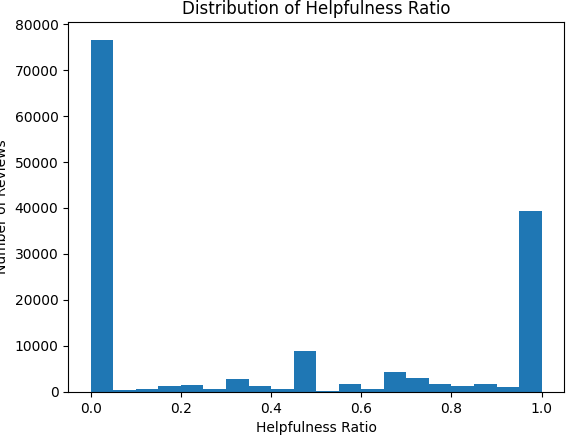 Distribution of Helpfulness Ratio
80000
70000
60000
50000
40000
30000
20000
10000
0
Number of Reviews
0.0 0.2 0.4 0.6 0.8 1.0
Helpfulness Ratio